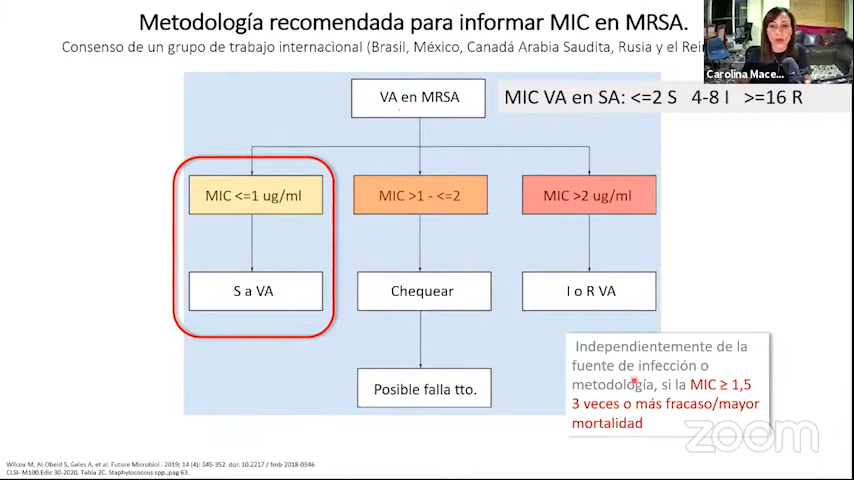 Metodología recomendada para informar MIC en MRSA.
Consenso de un grupo de trabajo internacional (Brasil, México, Canadá Arabia Saudita, Rusia y el Rei
Carolina Mace...
VA en MRSA
MIC VA en SA: <=2 S 4-8 I >=16 R
MIC <=1 ug/ml
MIC >1 - <=2
MIC >2 ug/ml
S a VA
Chequear
I o R VA
Posible falla tto.
Independientemente de la
fuente de infección o
metodología, si la MIC ≥ 1,5
3 veces o más fracaso/mayor
mortalidad
zoom
Wilcox M, Al-Obeid S, Gales A, et al. Future Microbiol . 2019; 14 (4): 345-352. doi: 10.2217 / fmb-2018-0346
CLSI- M100.Edic 30-2020, Tabla 2C. Staphylococcus spp.,pag 63.